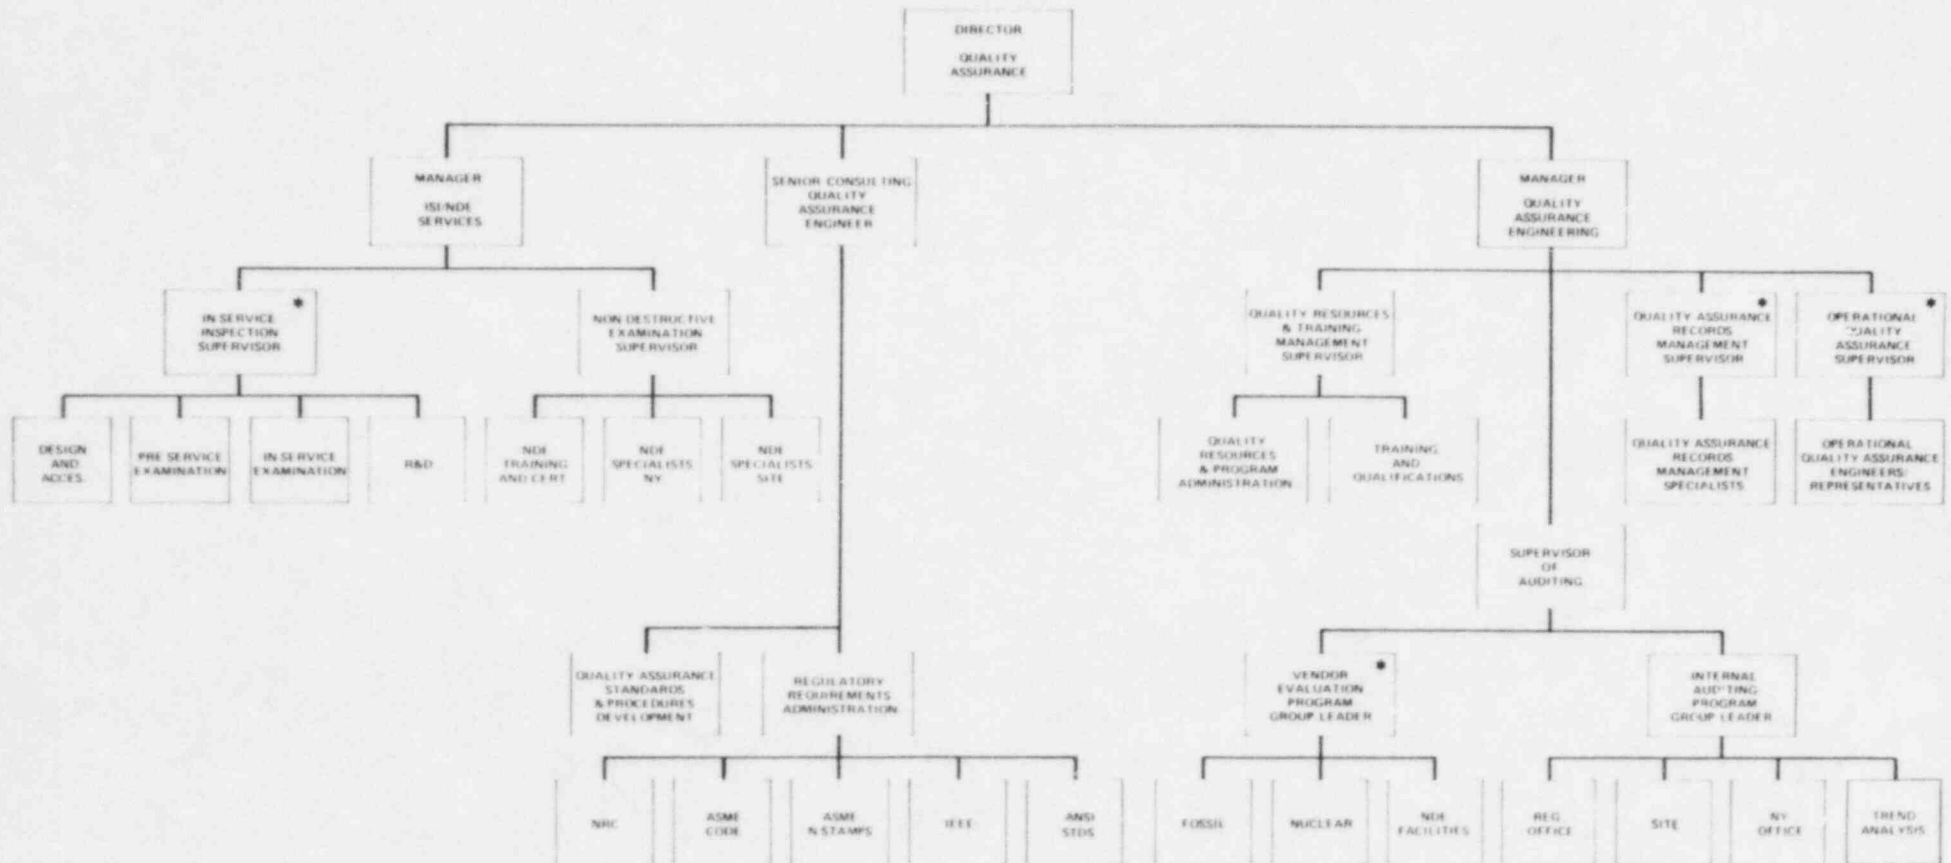 DIRECTOR
QUALITY
ASSURANCE
MANAGER
ISI/NDE
SERVICES
SENIOR CONSULTING
QUALITY
ASSURANCE
ENGINEER
MANAGER
QUALITY
ASSURANCE
ENGINEERING
*
IN SERVICE
INSPECTION
SUPERVISOR
NON DESTRUCTIVE
EXAMINATION
SUPERVISOR
QUALITY RESOURCES
& TRAINING
MANAGEMENT
SUPERVISOR
*
QUALITY ASSURANCE
RECORDS
MANAGEMENT
SUPERVISOR
*
OPERATIONAL
QUALITY
ASSURANCE
SUPERVISOR
DESIGN
AND
ACCES.
PRE SERVICE
EXAMINATION
IN SERVICE
EXAMINATION
R&D
NDE
TRAINING
AND CERT
NDE
SPECIALISTS
NY
NDE
SPECIALISTS
SITE
QUALITY
RESOURCES
& PROGRAM
ADMINISTRATION
TRAINING
AND
QUALIFICATIONS
QUALITY ASSURANCE
RECORDS
MANAGEMENT
SPECIALISTS
OPERATIONAL
QUALITY ASSURANCE
ENGINEERS/
REPRESENTATIVES
SUPERVISOR
OF
AUDITING
QUALITY ASSURANCE
STANDARDS
& PROCEDURES
DEVELOPMENT
REGULATORY
REQUIREMENTS
ADMINISTRATION
*
VENDOR
EVALUATION
PROGRAM
GROUP LEADER
INTERNAL
AUDITING
PROGRAM
GROUP LEADER
NRC
ASME
CODE
ASME
N STAMPS
IEEE
ANSI
STDS
FOSSIL
NUCLEAR
NDE
FACILITIES
REG
OFFICE
SITE
NY
OFFICE
TREND
ANALYSIS